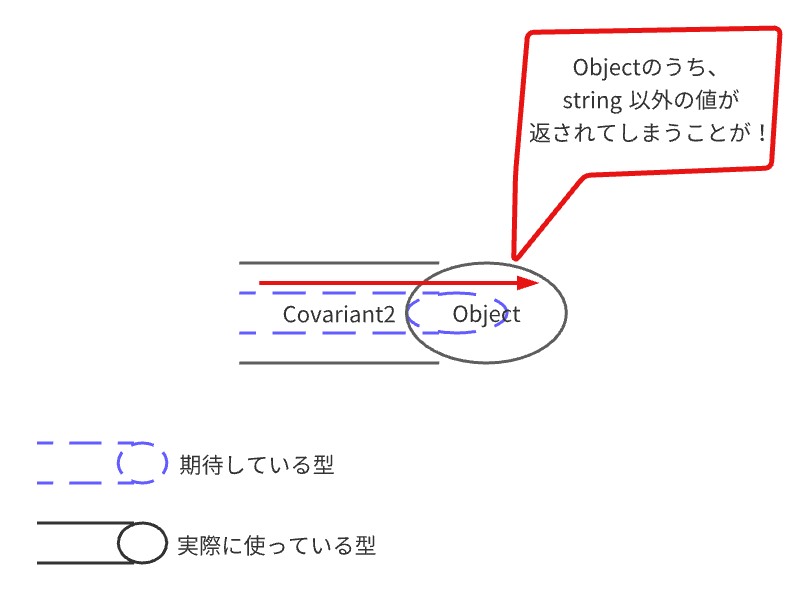 Objectのうち、
string 以外の値が
返されてしまうことが！
Covariant2
Object
期待している型
実際に使っている型